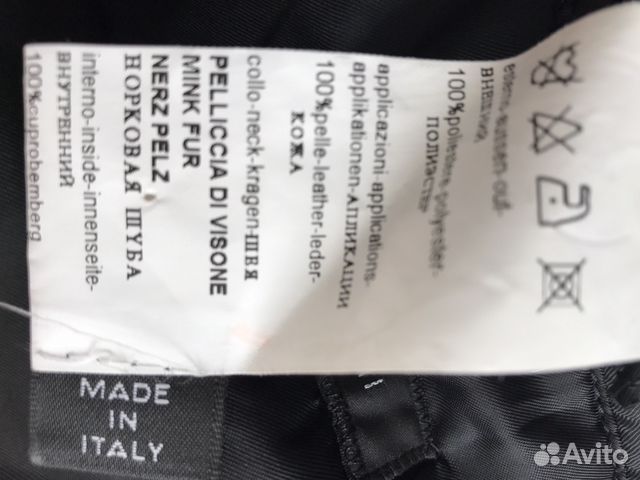 esterno-aussen-out-
ВНЕШНИЙ
100%poliestere-polyester-
ПОЛИЭСТЕР
applicazioni-applications-
applikationen-АПЛИКАЦИИ
100%pelle-leather-leder-
КОЖА
collo-neck-kragen-ШВЯ
PELLICCIA DI VISONE
MINK FUR
NERZ PELZ
НОРКОВАЯ ШУБА
interno-inside-innenseite-
ВНУТРЕННИЙ
100%cuprobemberg
MADE
IN
ITALY
Avito